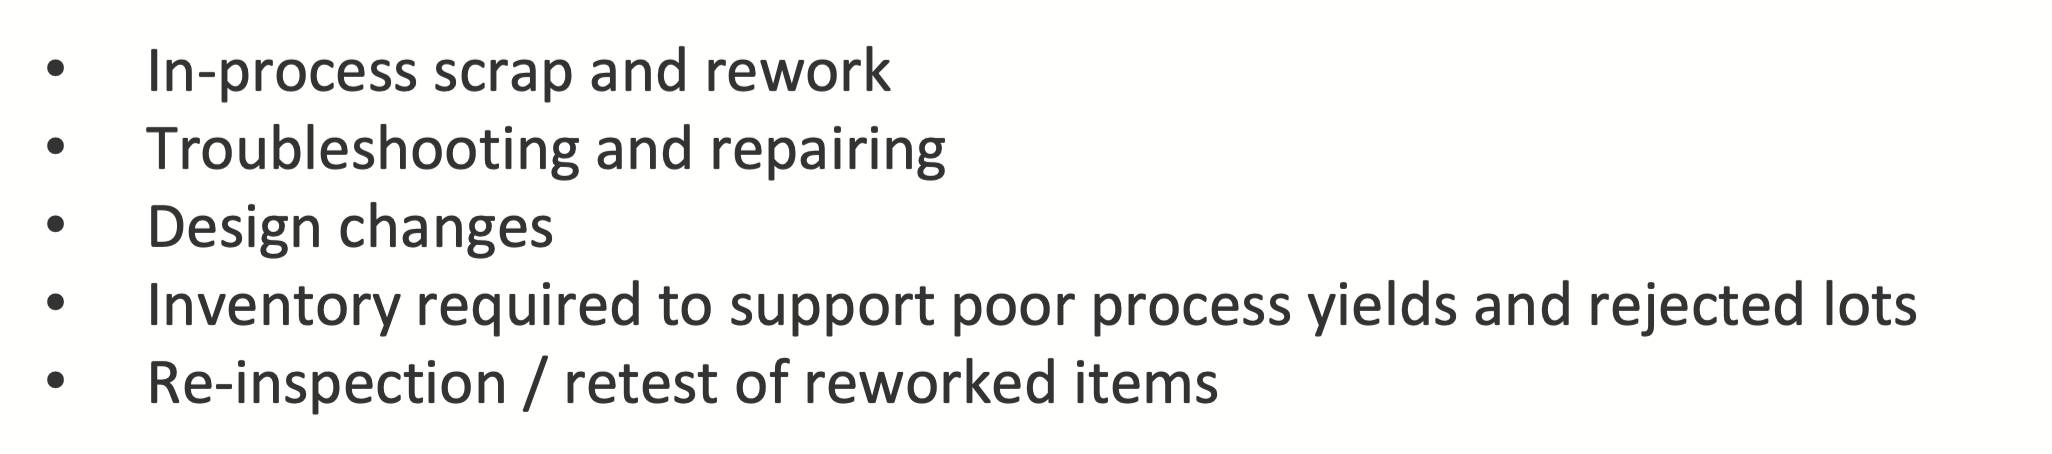 • In-process scrap and rework
• Troubleshooting and repairing
• Design changes
• Inventory required to support poor process yields and rejected lots
• Re-inspection / retest of reworked items